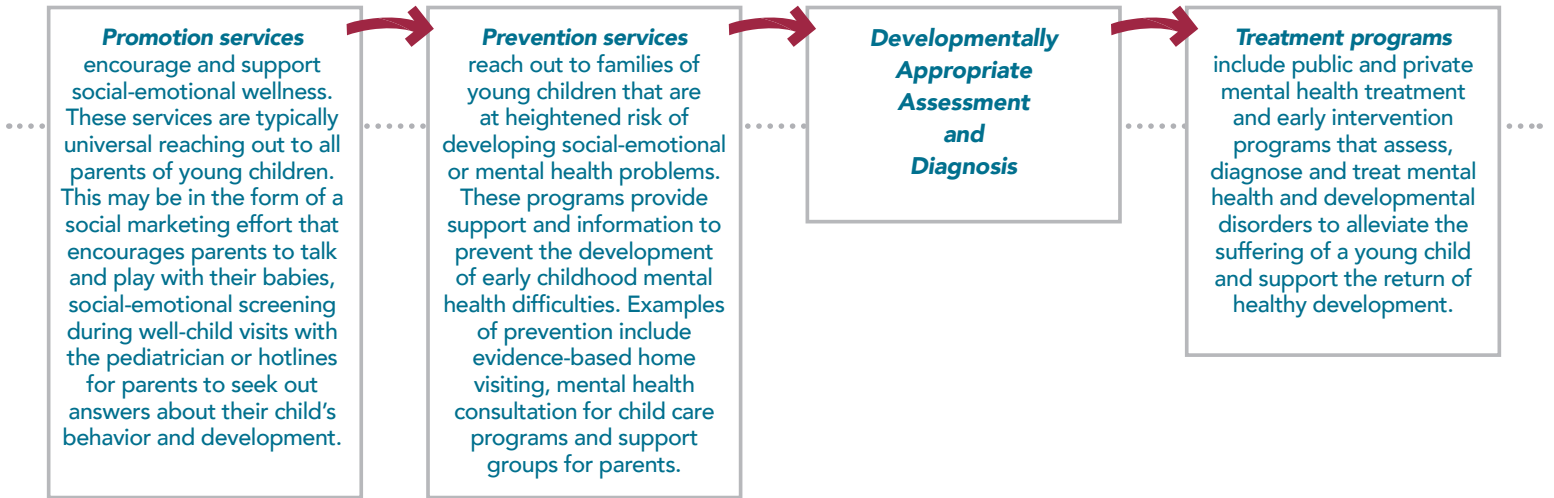 Promotion services
encourage and support
social-emotional wellness.
These services are typically
universal reaching out to all
parents of young children.
This may be in the form of a
social marketing effort that
encourages parents to talk
and play with their babies,
social-emotional screening
during well-child visits with
the pediatrician or hotlines
for parents to seek out
answers about their child’s
behavior and development.
Prevention services
reach out to families of
young children that are
at heightened risk of
developing social-emotional
or mental health problems.
These programs provide
support and information to
prevent the development
of early childhood mental
health difficulties. Examples
of prevention include
evidence-based home
visiting, mental health
consultation for child care
programs and support
groups for parents.
Developmentally
Appropriate
Assessment
and
Diagnosis
Treatment programs
include public and private
mental health treatment
and early intervention
programs that assess,
diagnose and treat mental
health and developmental
disorders to alleviate the
suffering of a young child
and support the return of
healthy development.